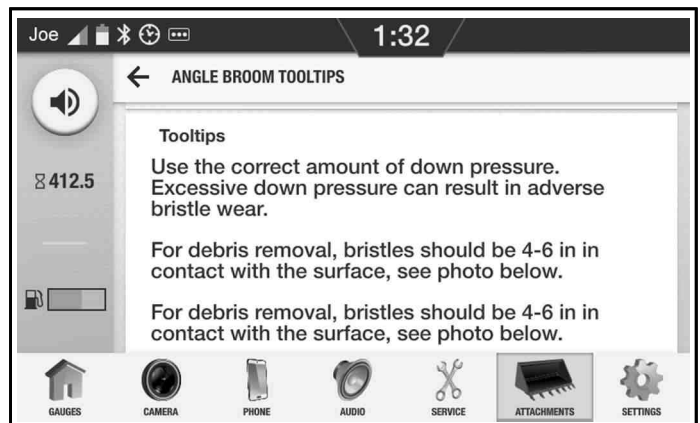 Joe 1:32
ANGLE BROOM TOOLTIPS
Tooltips
412.5
Use the correct amount of down pressure.
Excessive down pressure can result in adverse
bristle wear.
For debris removal, bristles should be 4-6 in in
contact with the surface, see photo below.
For debris removal, bristles should be 4-6 in in
contact with the surface, see photo below.
GAUGES CAMERA PHONE AUDIO SERVICE ATTACHMENTS SETTINGS